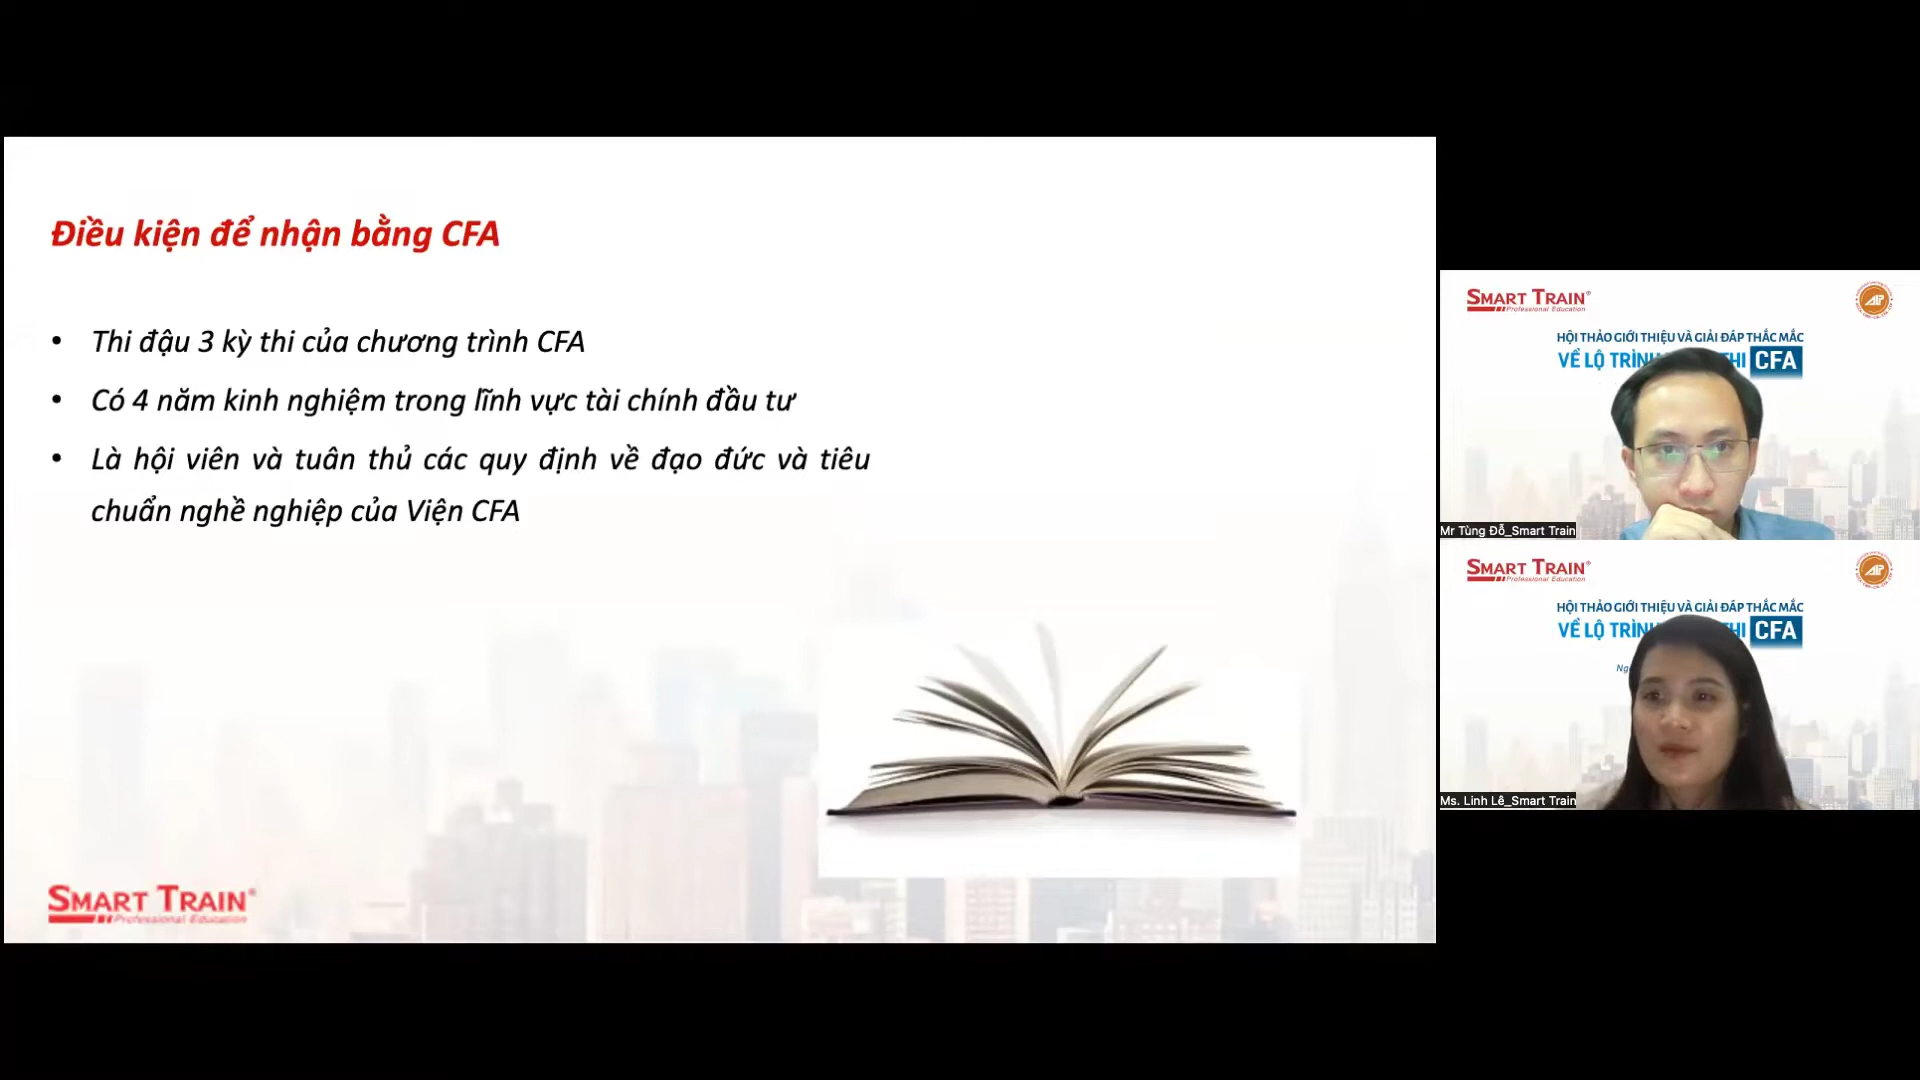 Điều kiện để nhận bằng CFA
• Thi đậu 3 kỳ thi của chương trình CFA
• Có 4 năm kinh nghiệm trong lĩnh vực tài chính đầu tư
• Là hội viên và tuân thủ các quy định về đạo đức và tiêu
chuẩn nghề nghiệp của Viện CFA
SMART TRAIN®
Professional Education
SMART TRAIN®
Professional Education
HỘI THẢO GIỚI THIỆU VÀ GIẢI ĐÁP THẮC MẮC
VỀ LỘ TRÌN THI CFA
Mr Tùng Đỗ_Smart Train
SMART TRAIN®
Professional Education
HỘI THẢO GIỚI THIỆU VÀ GIẢI ĐÁP THẮC MẮC
VỀ LỘ TRÌN THI CFA
Ms. Linh Lê_Smart Train